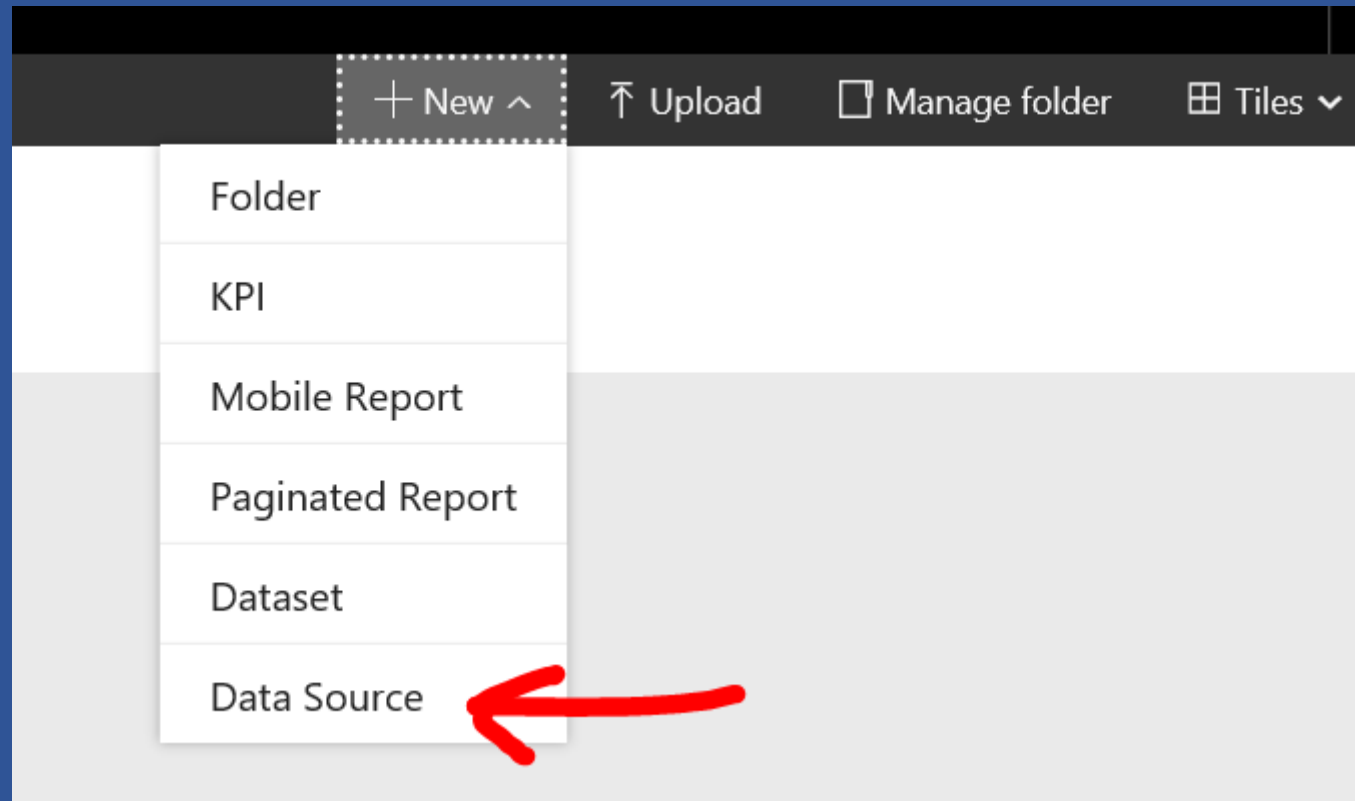 New
Upload
Manage folder
Tiles
Folder
KPI
Mobile Report
Paginated Report
Dataset
Data Source